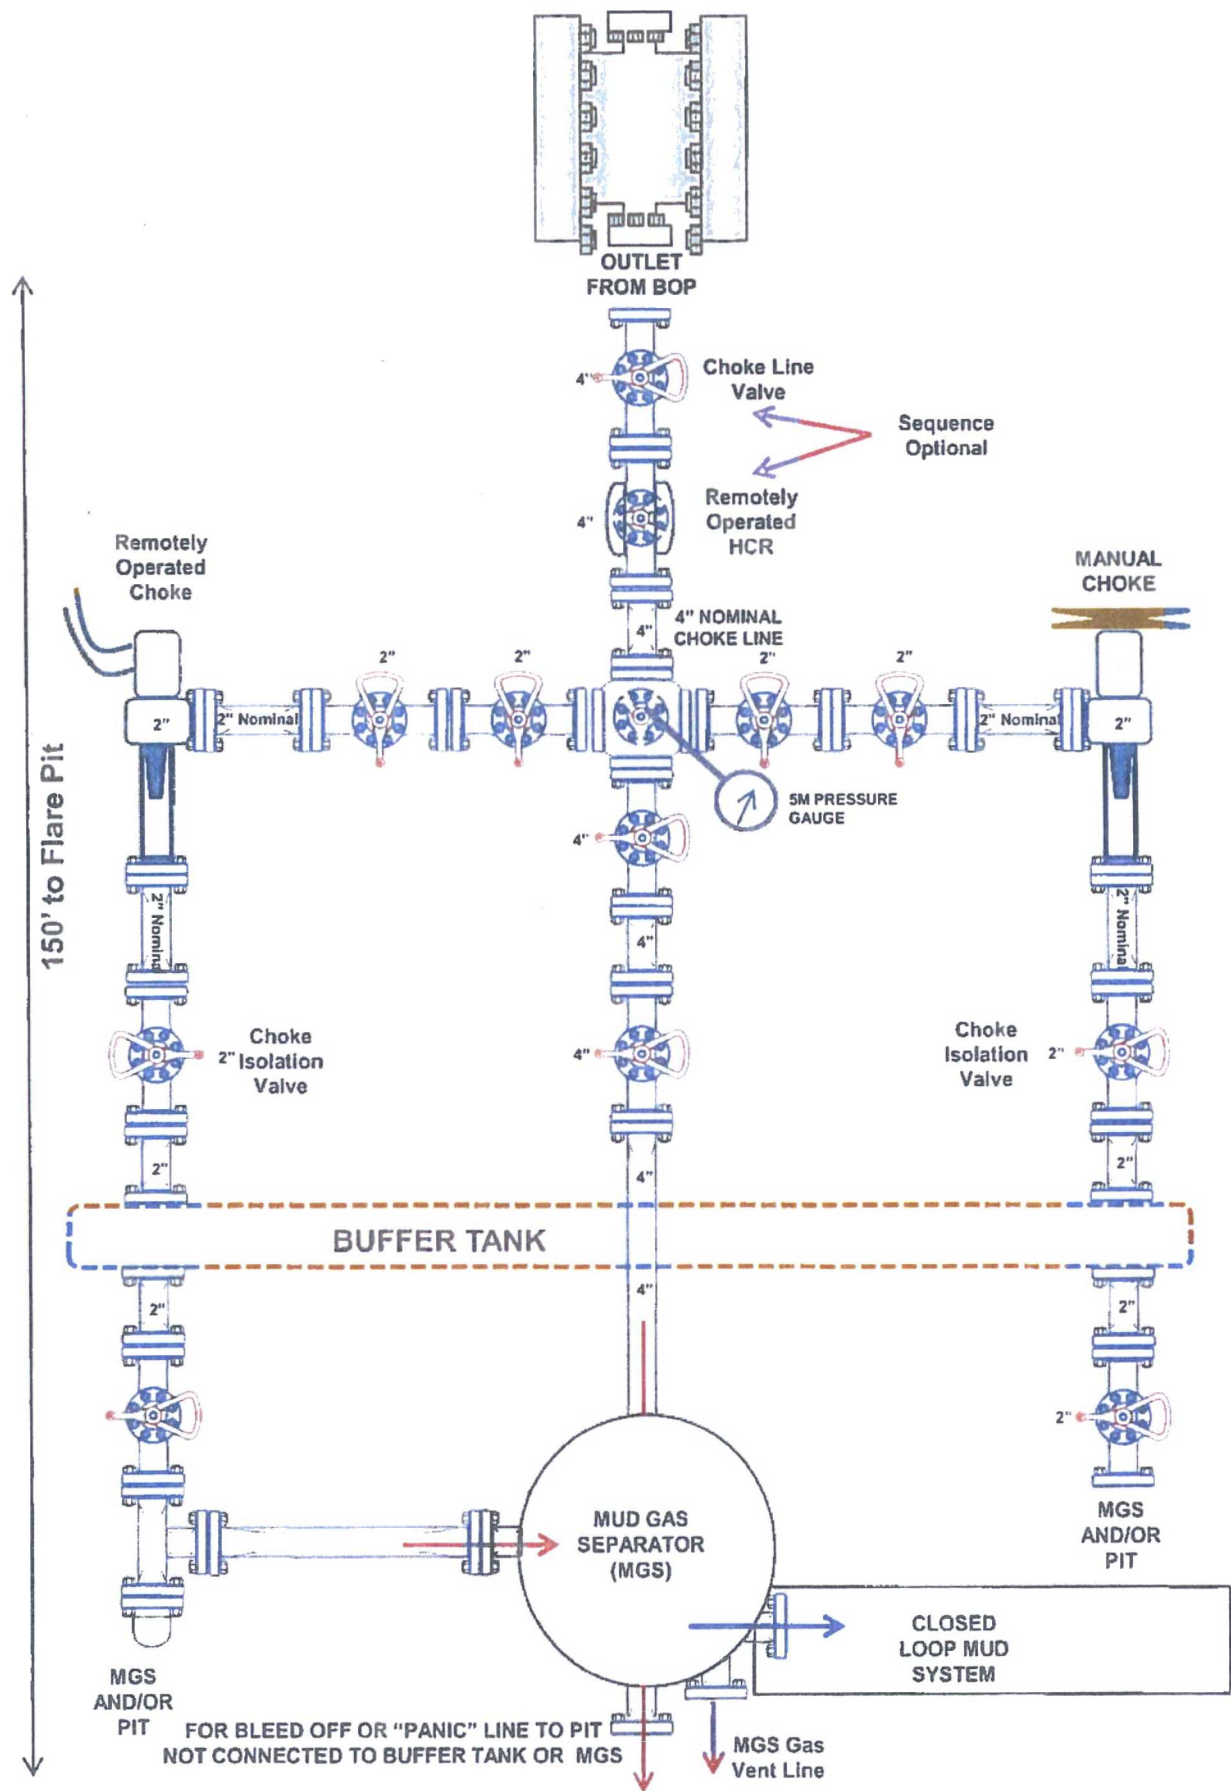 OUTLET
FROM BOP
4"
Choke Line
Valve
Sequence
Optional
4"
Remotely
Operated
HCR
Remotely
Operated
Choke
MANUAL
CHOKE
4"
4" NOMINAL
CHOKE LINE
2"
2"
2"
2"
2"
2" Nominal
2" Nominal
2"
5M PRESSURE
GAUGE
4"
150' to Flare Pit
2" Nominal
4"
2" Nominal
2"
Choke
Isolation
Valve
4"
Choke
Isolation
Valve
2"
2"
4"
2"
BUFFER TANK
2"
4"
2"
2"
MUD GAS
SEPARATOR
(MGS)
MGS
AND/OR
PIT
CLOSED
LOOP MUD
SYSTEM
MGS
AND/OR
PIT
FOR BLEED OFF OR "PANIC" LINE TO PIT
NOT CONNECTED TO BUFFER TANK OR MGS
MGS Gas
Vent Line